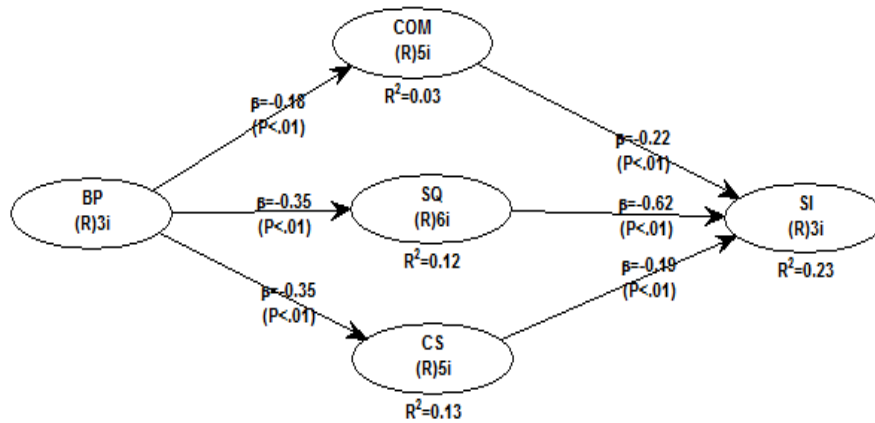 COM
(R)5i
R²=0.03
β=-0.18
(P<.01)
β=-0.22
(P<.01)
BP
(R)3i
β=-0.35
(P<.01)
SQ
(R)6i
R²=0.12
β=-0.62
(P<.01)
SI
(R)3i
R²=0.23
β=-0.35
(P<.01)
β=-0.19
(P<.01)
CS
(R)5i
R²=0.13